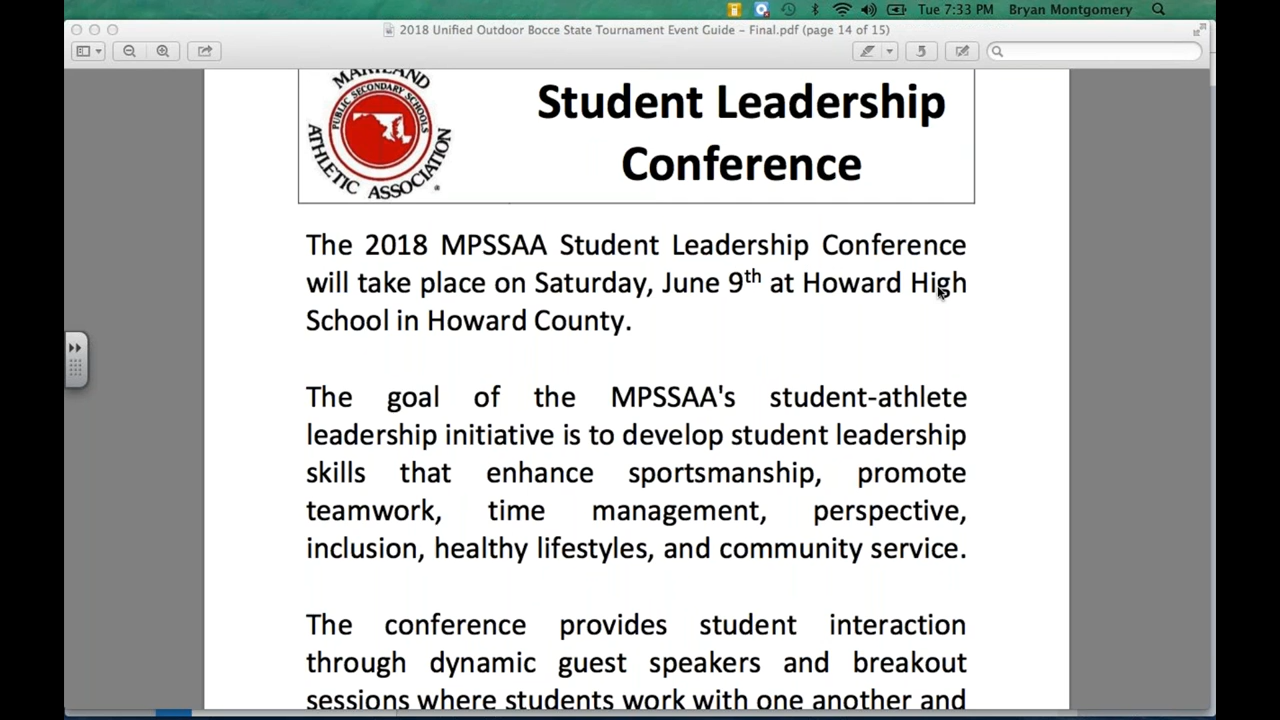 Tue 7:33 PM Bryan Montgomery
2018 Unified Outdoor Bocce State Tournament Event Guide – Final.pdf (page 14 of 15)
MARYLAND
PUBLIC SECONDARY SCHOOLS
ATHLETIC ASSOCIATION
®
Student Leadership
Conference
The 2018 MPSSAA Student Leadership Conference
will take place on Saturday, June 9th at Howard High
School in Howard County.
The goal of the MPSSAA's student-athlete
leadership initiative is to develop student leadership
skills that enhance sportsmanship, promote
teamwork, time management, perspective,
inclusion, healthy lifestyles, and community service.
The conference provides student interaction
through dynamic guest speakers and breakout
sessions where students work with one another and